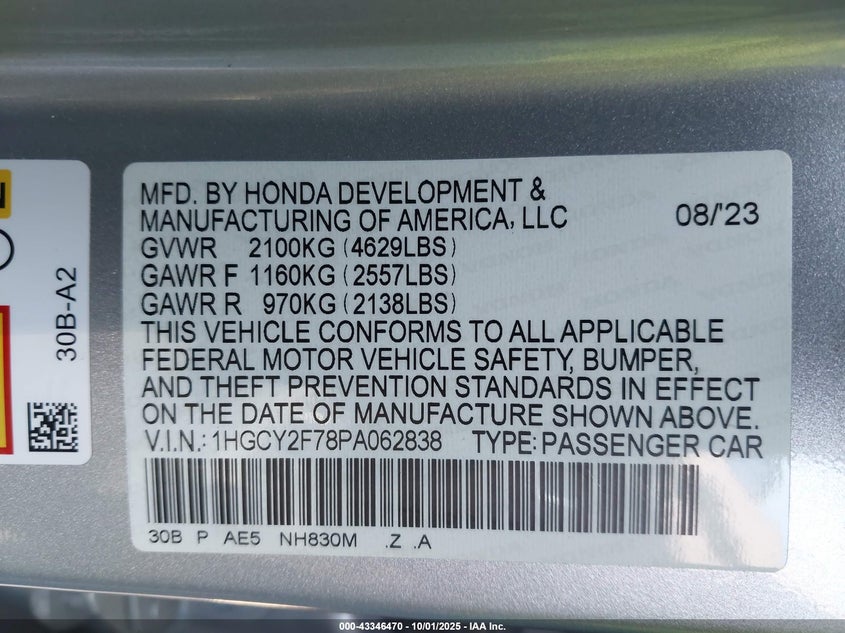 MFD. BY HONDA DEVELOPMENT &
MANUFACTURING OF AMERICA, LLC 08/'23
GVWR 2100KG (4629LBS)
GAWR F 1160KG (2557LBS)
GAWR R 970KG (2138LBS)
THIS VEHICLE CONFORMS TO ALL APPLICABLE
FEDERAL MOTOR VEHICLE SAFETY, BUMPER,
AND THEFT PREVENTION STANDARDS IN EFFECT
ON THE DATE OF MANUFACTURE SHOWN ABOVE.
V.I.N.: 1HGCY2F78PA062838 TYPE: PASSENGER CAR
30B P AE5 NH830M .Z .A
30B-A2
000-43346470 - 10/01/2025 - IAA Inc.